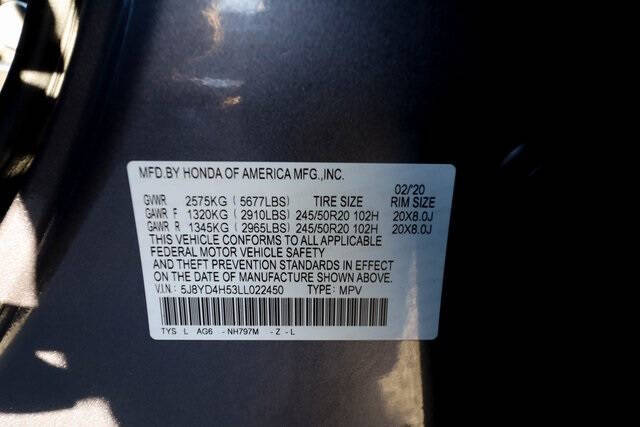 MFD.BY HONDA OF AMERICA MFG.,INC.
02/20
GVWR 2575KG ( 5677LBS) TIRE SIZE RIM SIZE
GAWR F 1320KG ( 2910LBS) 245/50R20 102H 20X8.0J
GAWR R 1345KG ( 2965LBS) 245/50R20 102H 20X8.0J
THIS VEHICLE CONFORMS TO ALL APPLICABLE
FEDERAL MOTOR VEHICLE SAFETY
AND THEFT PREVENTION STANDARDS IN EFFECT
ON THE DATE OF MANUFACTURE SHOWN ABOVE.
V.I.N.: 5J8YD4H53LL022450 TYPE: MPV
TYS L AG6 -NH797M -Z-L